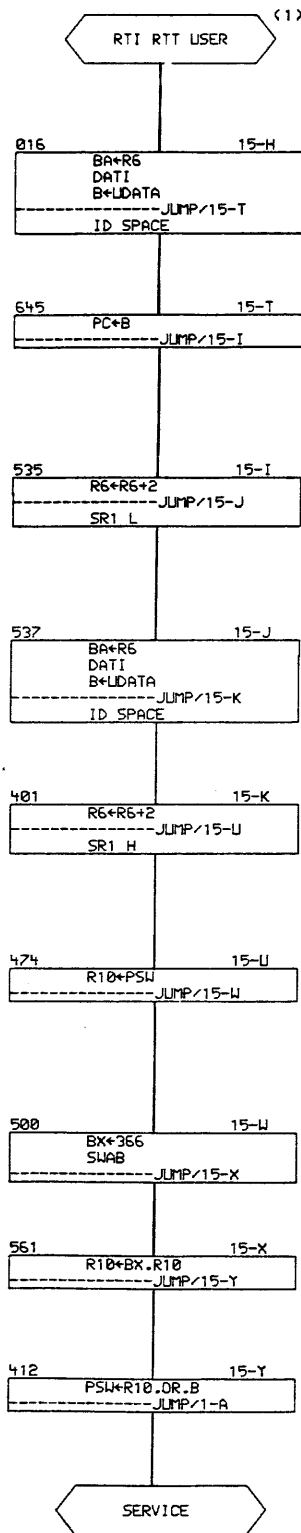 (1)
RTI RTT USER
016 15-H
BA←R6
DATI
B←UDATA
JUMP/15-T
ID SPACE
645 15-T
PC←B
JUMP/15-I
535 15-I
R6←R6+2
JUMP/15-J
SR1 L
537 15-J
BA←R6
DATI
B←UDATA
JUMP/15-K
ID SPACE
401 15-K
R6←R6+2
JUMP/15-U
SR1 H
474 15-U
R10←PSW
JUMP/15-W
500 15-W
BX←366
SWAB
JUMP/15-X
561 15-X
R10←BX.R10
JUMP/15-Y
412 15-Y
PSW←R10.OR.B
JUMP/1-A
SERVICE